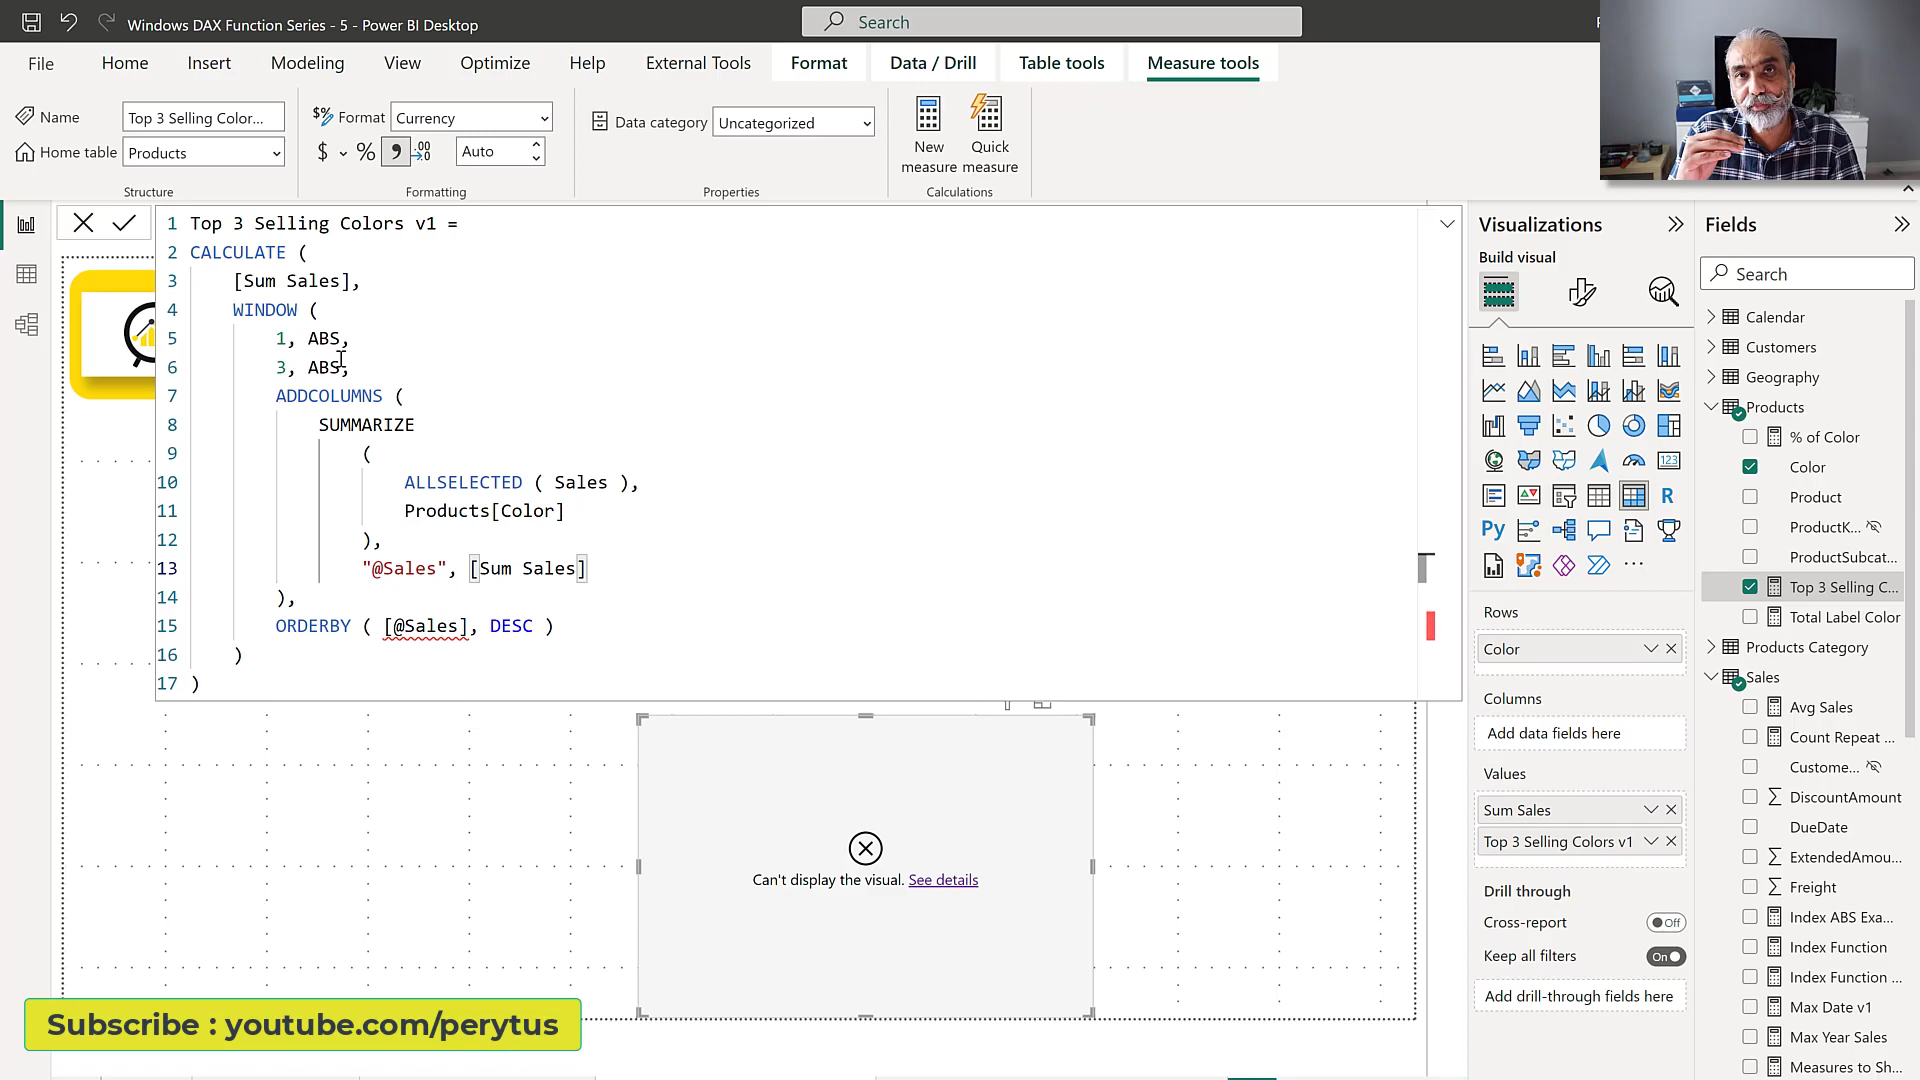 Windows DAX Function Series - 5 - Power BI Desktop
Search
File
Home
Insert
Modeling
View
Optimize
Help
External Tools
Format
Data / Drill
Table tools
Measure tools
Name
Top 3 Selling Color...
Home table
Products
Structure
Format
Currency
$
%
Auto
Formatting
Data category
Uncategorized
Properties
New measure
Quick measure
Calculations
1 Top 3 Selling Colors v1 =
2 CALCULATE (
3 [Sum Sales],
4 WINDOW (
5 1, ABS,
6 3, ABS,
7 ADDCOLUMNS (
8 SUMMARIZE
9 (
10 ALLSELECTED ( Sales ),
11 Products[Color]
12 ),
13 "@Sales", [Sum Sales]
14 ),
15 ORDERBY ( [@Sales], DESC )
16 )
17 )
Can't display the visual. See details
Subscribe : youtube.com/perytus
Visualizations
Build visual
123
R
Py
Rows
Color
Columns
Add data fields here
Values
Sum Sales
Top 3 Selling Colors v1
Drill through
Cross-report
Off
Keep all filters
On
Add drill-through fields here
Fields
Search
Calendar
Customers
Geography
Products
% of Color
Color
Product
ProductK...
ProductSubcat...
Top 3 Selling C...
Total Label Color
Products Category
Sales
Avg Sales
Count Repeat ...
Custome...
DiscountAmount
DueDate
ExtendedAmou...
Freight
Index ABS Exa...
Index Function
Index Function ...
Max Date v1
Max Year Sales
Measures to Sh...